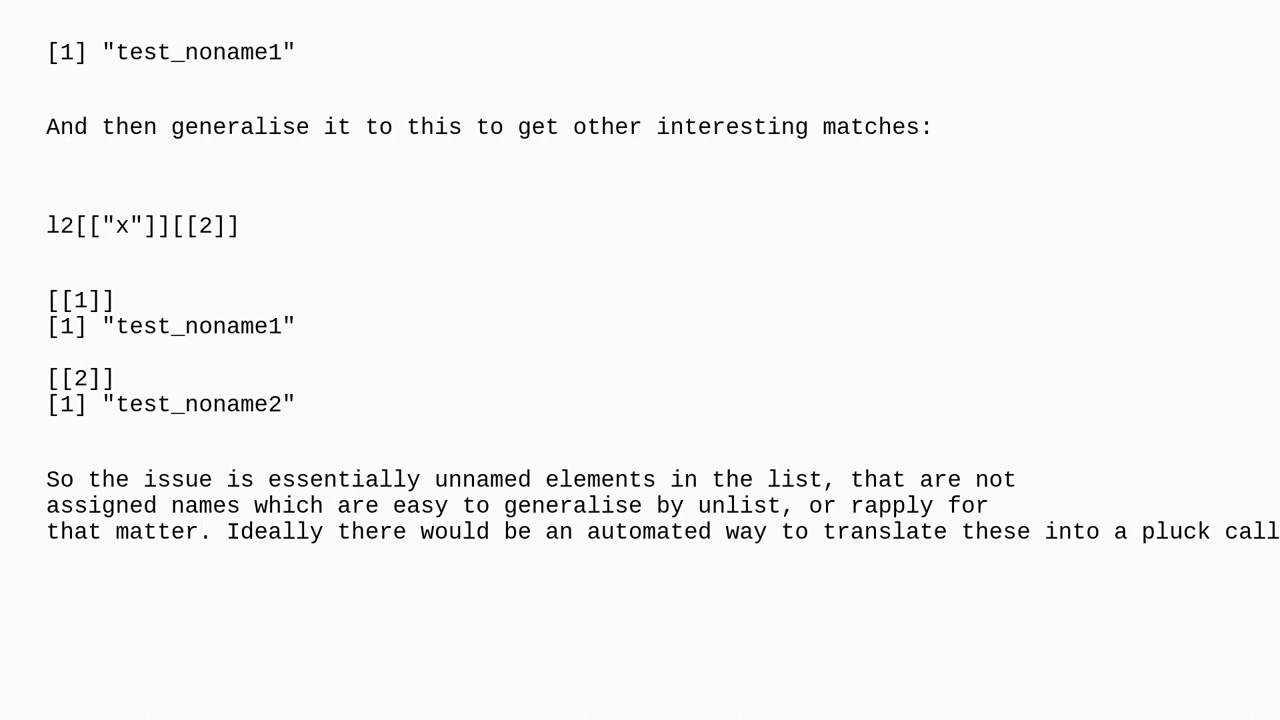 [1] "test_noname1"
And then generalise it to this to get other interesting matches:
l2[["x"]][[2]]
[[1]]
[1] "test_noname1"
[[2]]
[1] "test_noname2"
So the issue is essentially unnamed elements in the list, that are not
assigned names which are easy to generalise by unlist, or rapply for
that matter. Ideally there would be an automated way to translate these into a pluck call